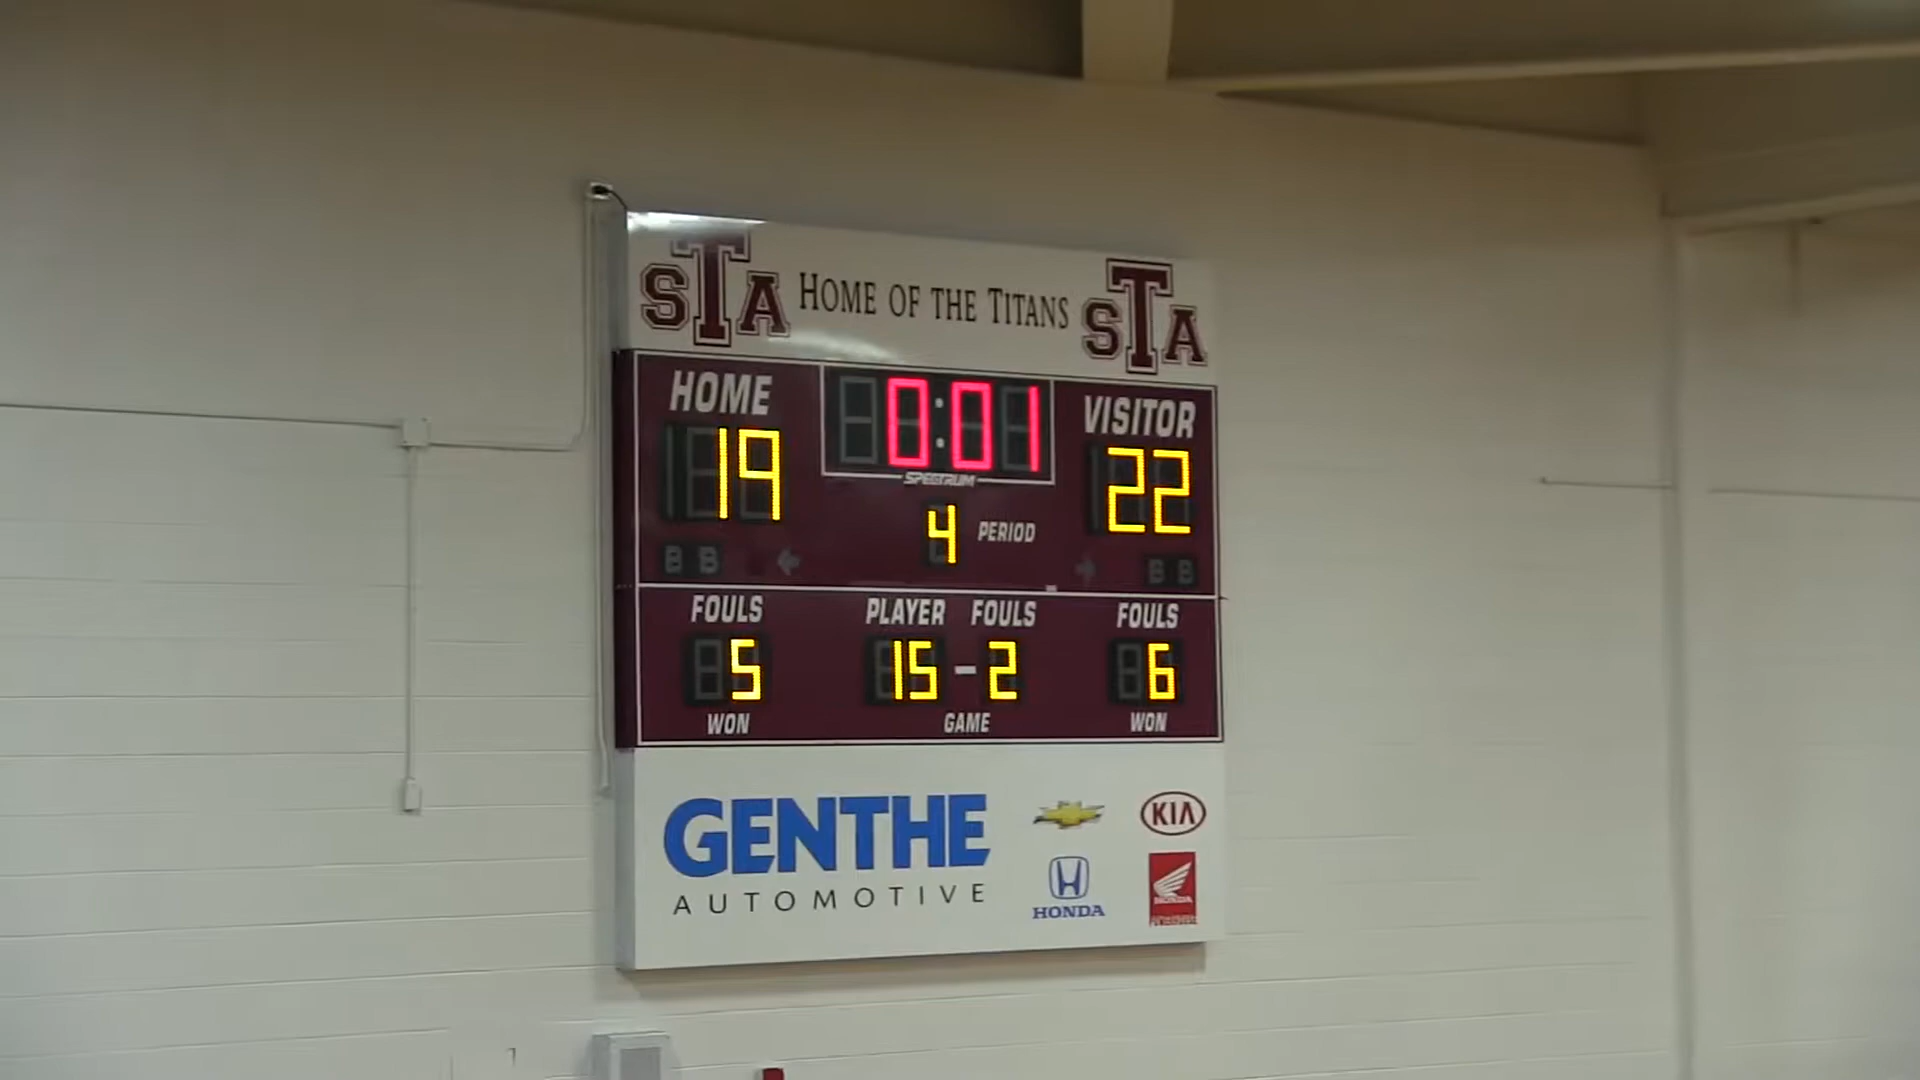 STA HOME OF THE TITANS STA
HOME 0:01 VISITOR
19 22
SPECTRUM
4 PERIOD
B B B B
FOULS PLAYER FOULS FOULS
5 15-2 6
WON GAME WON
GENTHE
AUTOMOTIVE
KIA
HONDA
HONDA